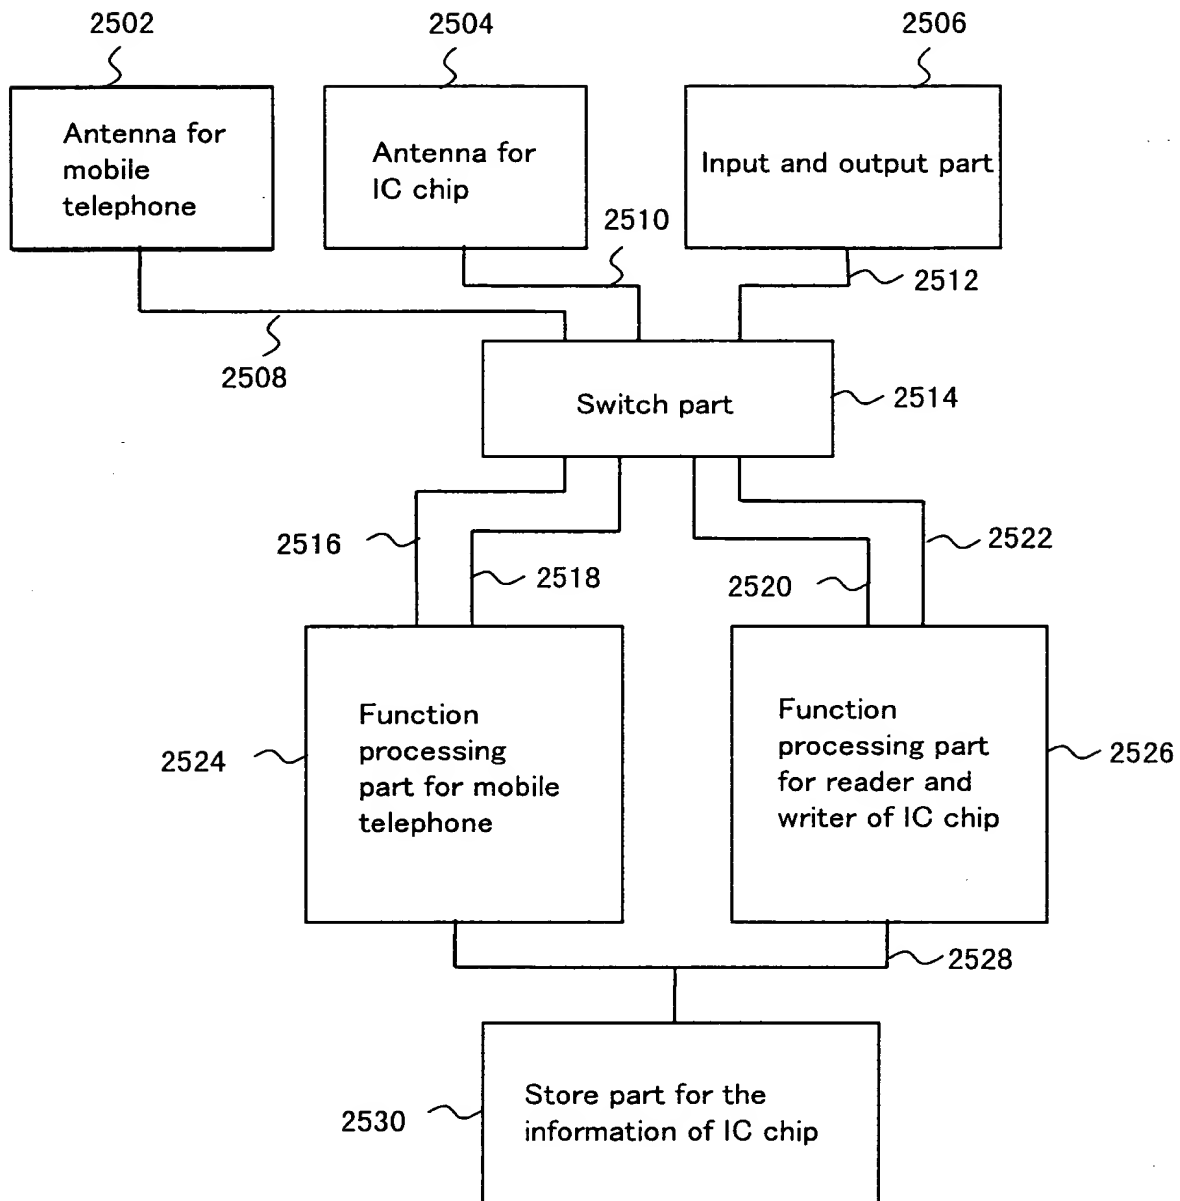 2502
2504
2506
Antenna for
mobile
telephone
Antenna for
IC chip
Input and output part
2510
2512
2508
Switch part
2514
2516
2518
2520
2522
Function
processing
part for mobile
telephone
Function
processing part
for reader and
writer of IC chip
2524
2526
2528
Store part for the
information of IC chip
2530